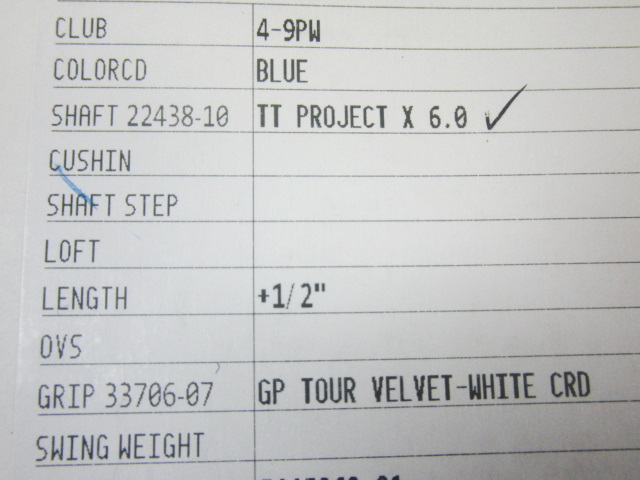 CLUB 4-9PW
COLORCD BLUE
SHAFT 22438-10 TT PROJECT X 6.0
CUSHIN
SHAFT STEP
LOFT
LENGTH +1/2"
OVS
GRIP 33706-07 GP TOUR VELVET-WHITE CRD
SWING WEIGHT